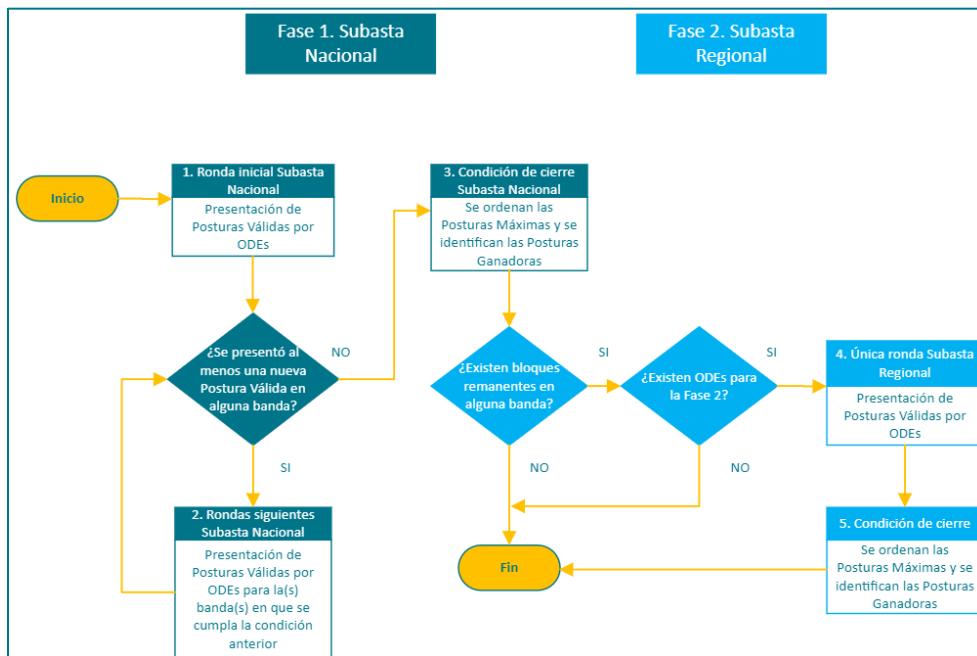 Fase 1. Subasta
Nacional
Fase 2. Subasta
Regional
Inicio
1. Ronda inicial Subasta
Nacional
Presentación de
Posturas Válidas por
ODEs
3. Condición de cierre
Subasta Nacional
Se ordenan las
Posturas Máximas y se
identifican las Posturas
Ganadoras
¿Se presentó al
menos una nueva
Postura Válida en
alguna banda?
NO
SI
2. Rondas siguientes
Subasta Nacional
Presentación de
Posturas Válidas por
ODEs para la(s)
banda(s) en que se
cumpla la condición
anterior
¿Existen bloques
remanentes en
alguna banda?
SI
NO
¿Existen ODEs para
la Fase 2?
SI
NO
4. Única ronda Subasta
Regional
Presentación de
Posturas Válidas por
ODEs
5. Condición de cierre
Se ordenan las
Posturas Máximas y se
identifican las Posturas
Ganadoras
Fin